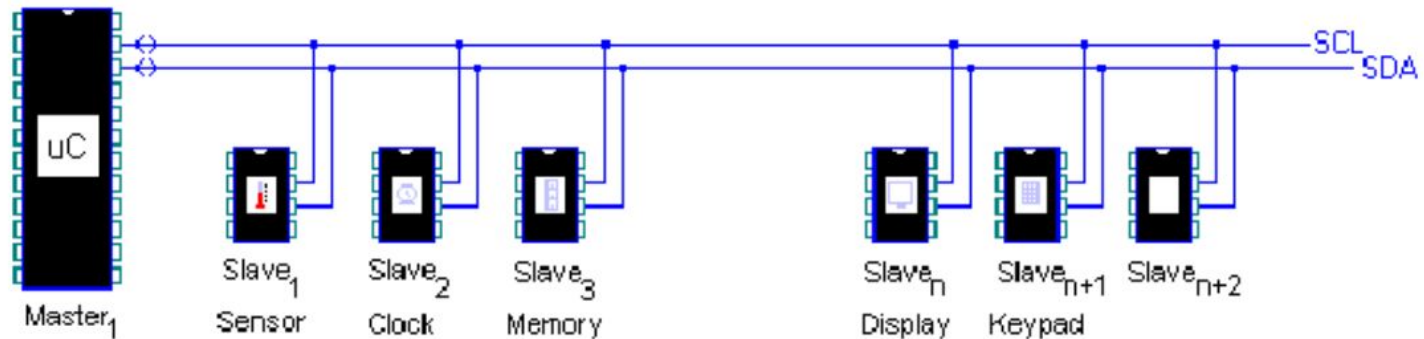 SCL
SDA
uC
Slave1 Slave2 Slave3 Slaven Slaven+1 Slaven+2
Master1 Sensor Clock Memory Display Keypad